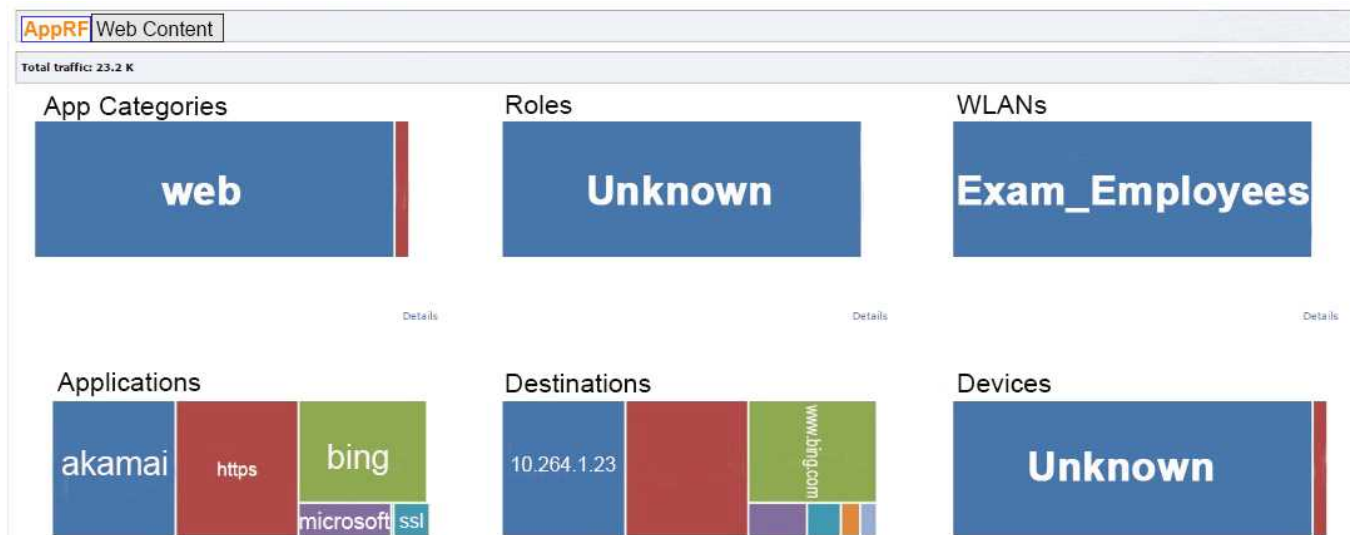 AppRF Web Content
Total traffic: 23.2 K
App Categories
Roles
WLANs
web
Unknown
Exam_Employees
Details
Details
Details
Applications
Destinations
Devices
akamai
https
bing
microsoft
ssl
10.264.1.23
www.bing.com
Unknown